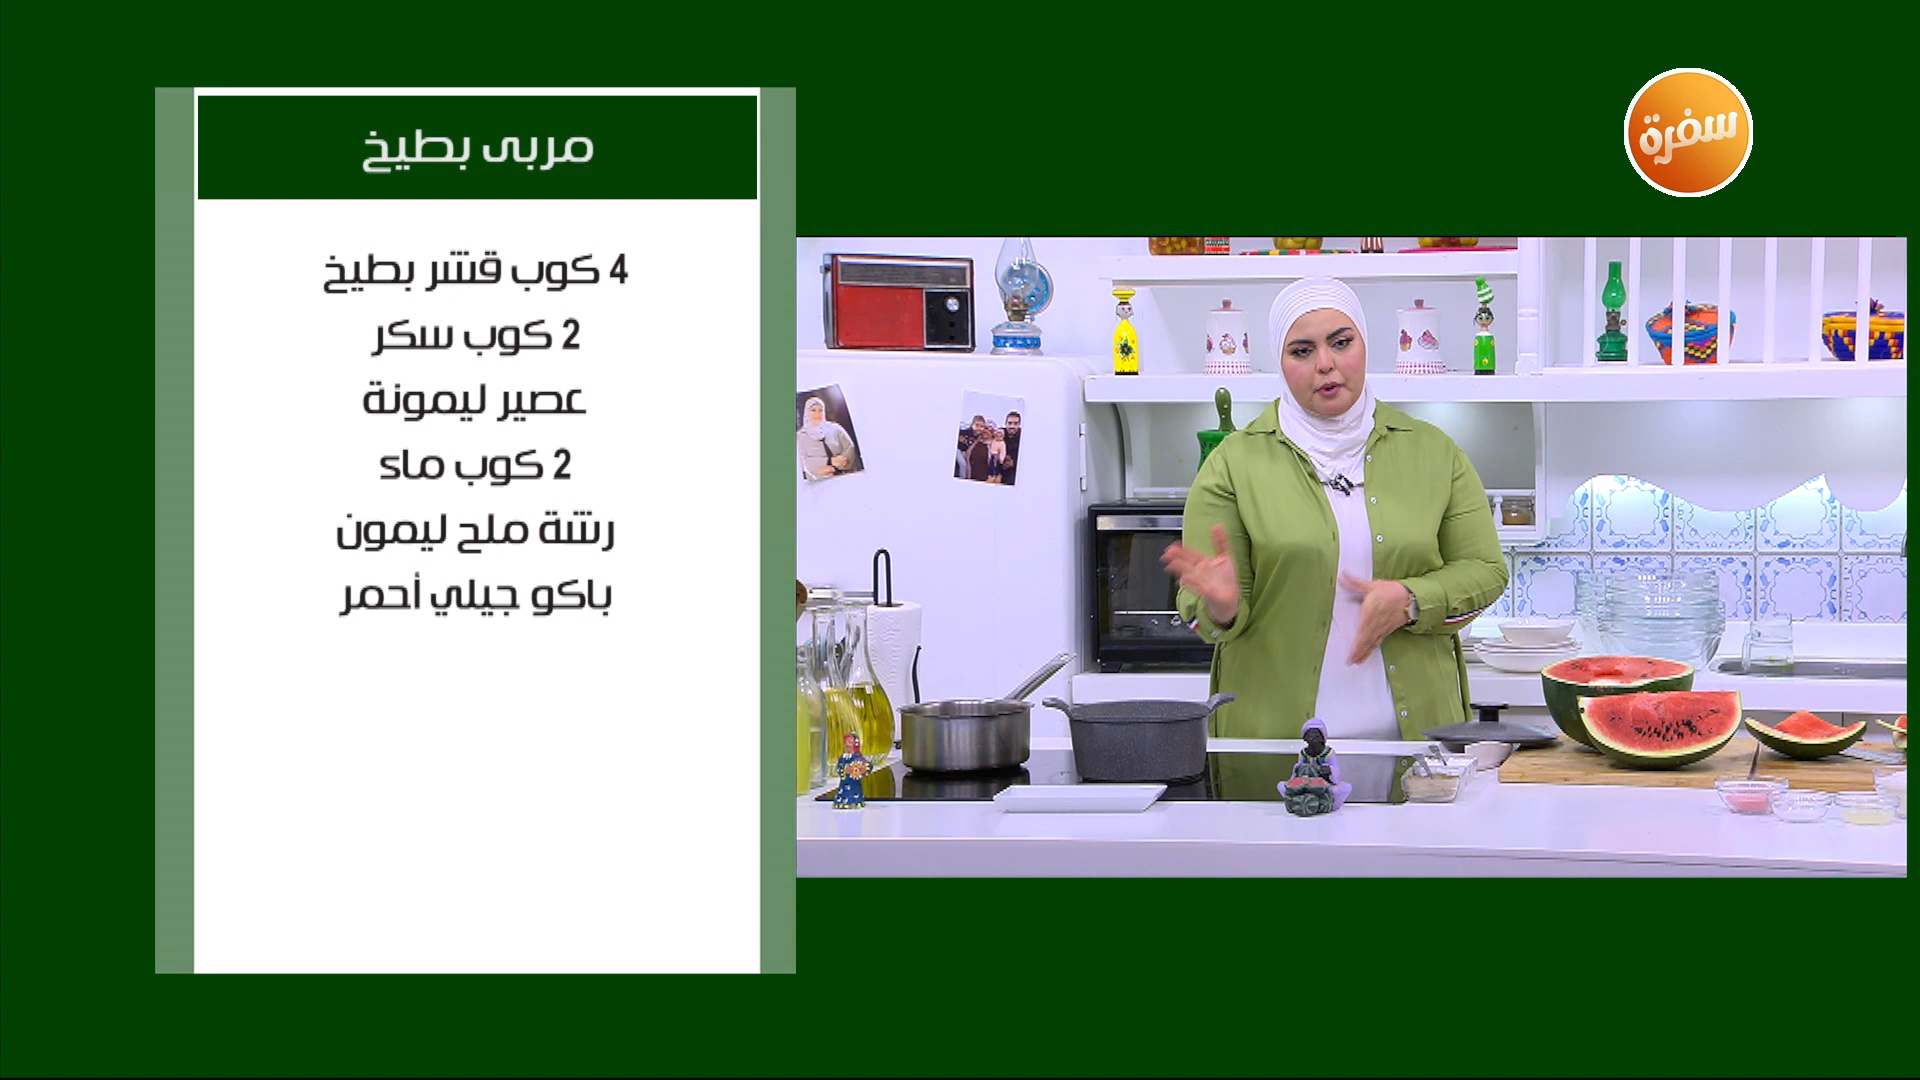 سفرة
مربى بطيخ
4 كوب قشر بطيخ
2 كوب سكر
عصير ليمونة
2 كوب ماء
رشة ملح ليمون
باكو جيلي أحمر